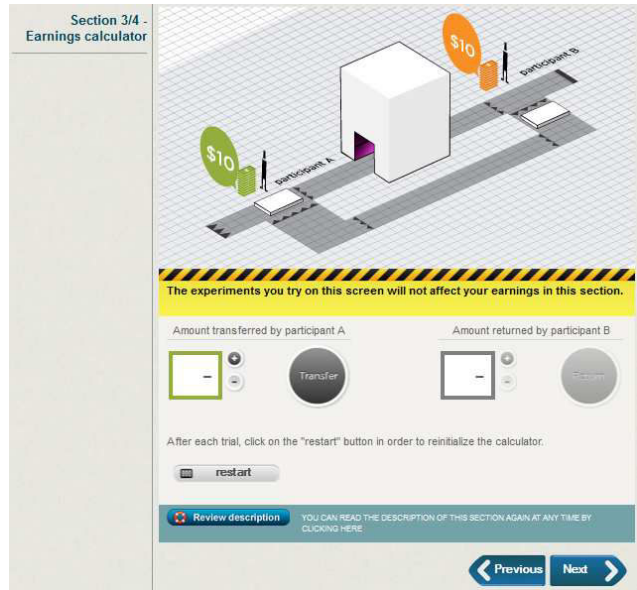 Section 3/4 -
Earnings calculator
$10
participant B
$10
participant A
The experiments you try on this screen will not affect your earnings in this section.
Amount transferred by participant A
Amount returned by participant B
–
+
–
Transfer
–
+
–
After each trial, click on the "restart" button in order to reinitialize the calculator.
restart
Review description
YOU CAN READ THE DESCRIPTION OF THIS SECTION AGAIN AT ANY TIME BY
CLICKING HERE
Previous
Next